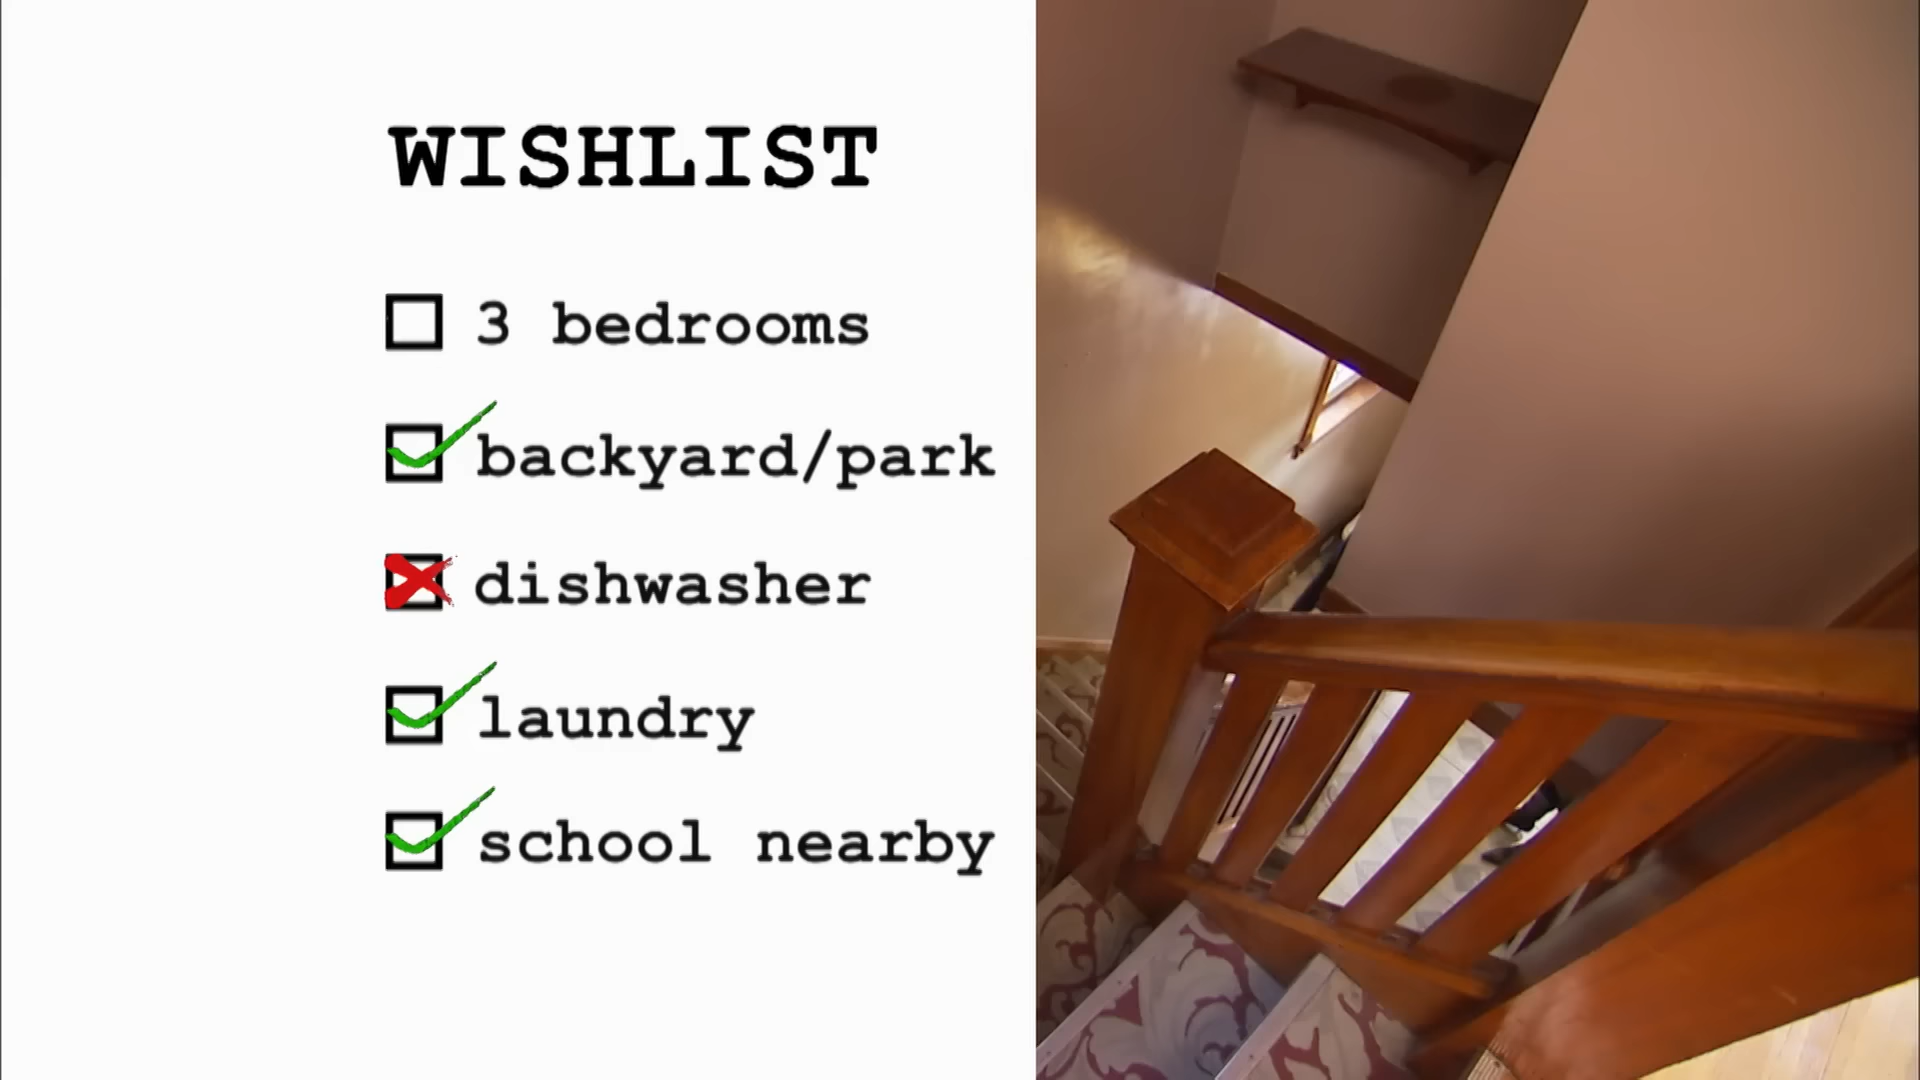 WISHLIST
3 bedrooms
backyard/park
dishwasher
laundry
school nearby